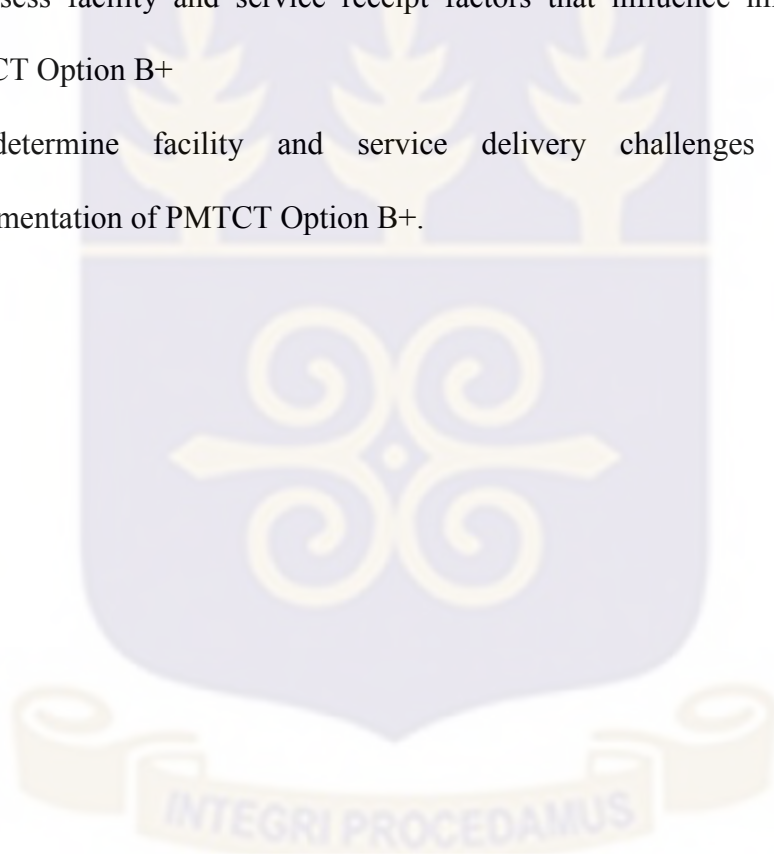 sess facility and service receipt factors that influence im
CT Option B+
determine facility and service delivery challenges
mentation of PMTCT Option B+.
INTEGRI PROCEDAMUS